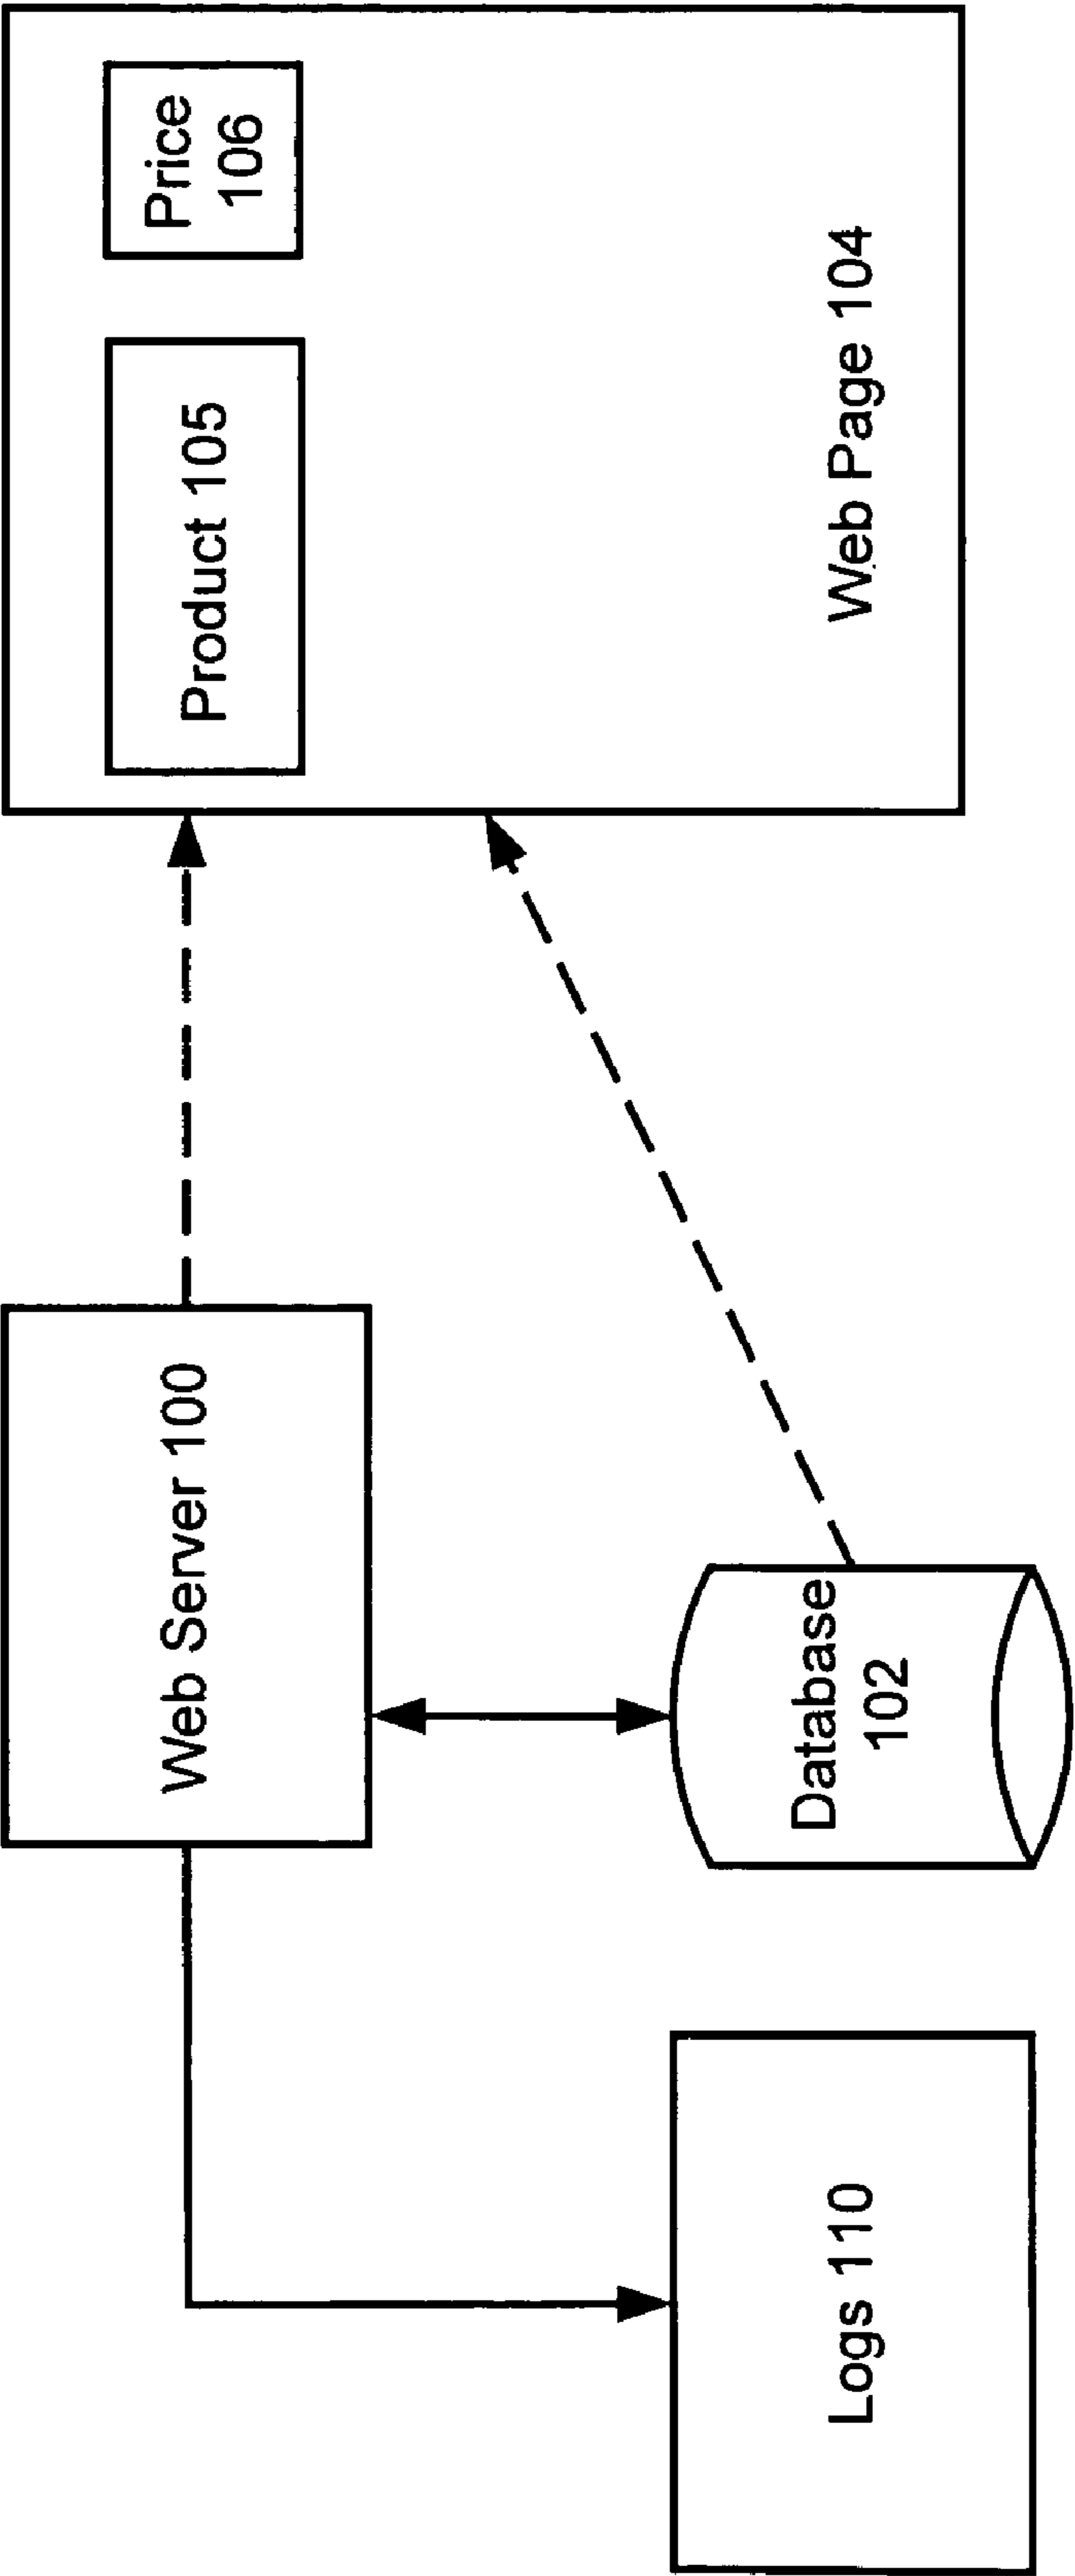 Web Server 100
Product 105
Price
106
Logs 110
Database
102
Web Page 104